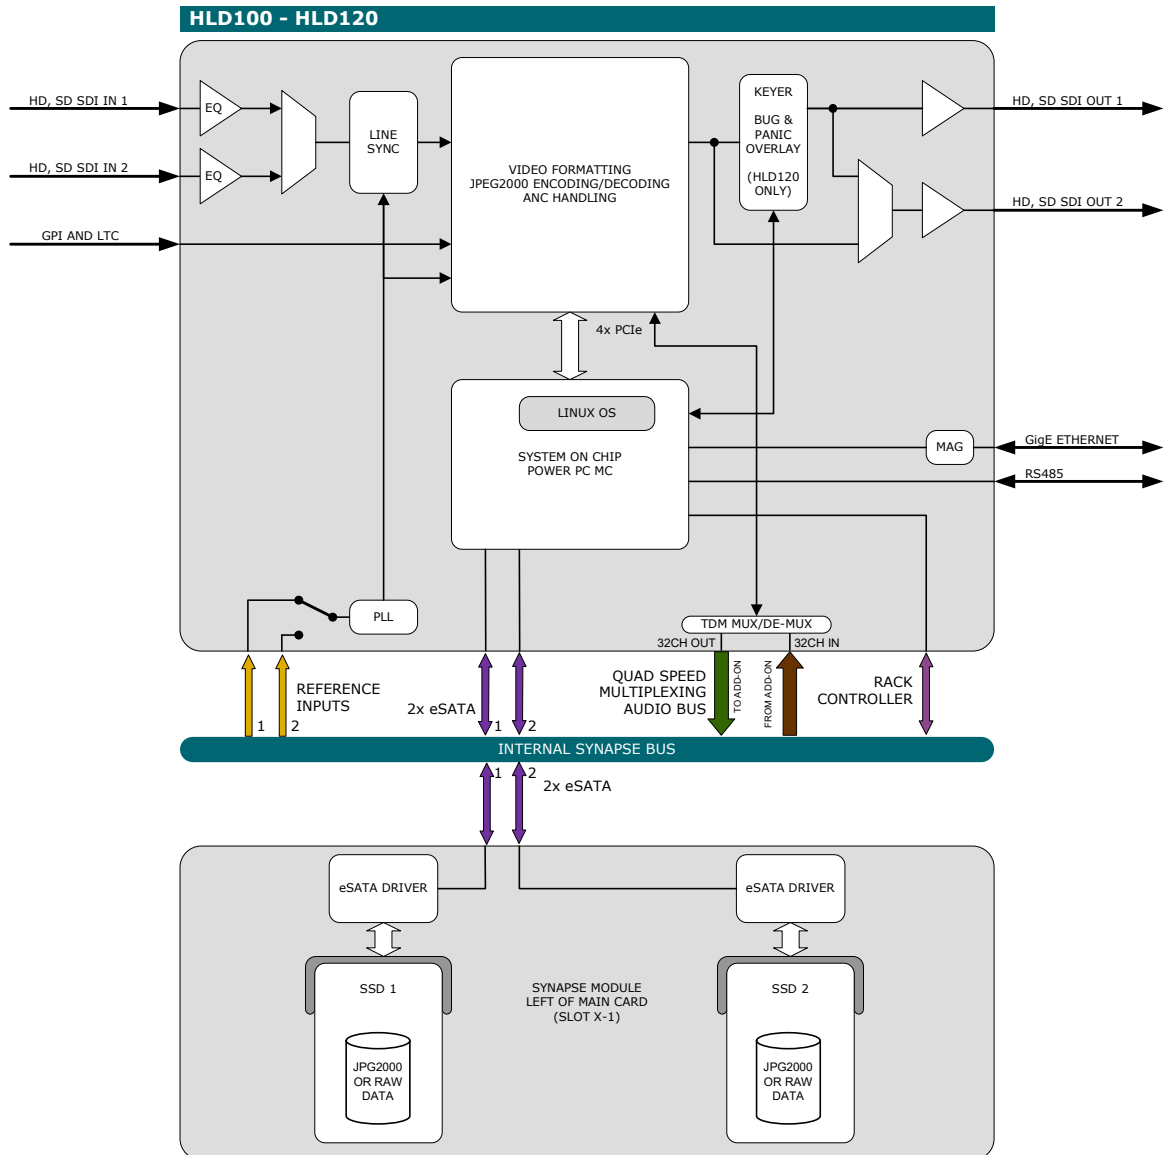 HLD100 - HLD120
HD, SD SDI IN 1
EQ
HD, SD SDI IN 2
EQ
GPI AND LTC
LINE
SYNC
VIDEO FORMATTING
JPEG2000 ENCODING/DECODING
ANC HANDLING
KEYER
BUG &
PANIC
OVERLAY
(HLD120
ONLY)
HD, SD SDI OUT 1
HD, SD SDI OUT 2
4x PCIe
LINUX OS
SYSTEM ON CHIP
POWER PC MC
MAG
GigE ETHERNET
RS485
PLL
TDM MUX/DE-MUX
32CH OUT
32CH IN
REFERENCE
INPUTS
1
2
2x eSATA
1
2
QUAD SPEED
MULTIPLEXING
AUDIO BUS
TO ADD-ON
FROM ADD-ON
RACK
CONTROLLER
INTERNAL SYNAPSE BUS
1
2
2x eSATA
eSATA DRIVER
eSATA DRIVER
SSD 1
SYNAPSE MODULE
LEFT OF MAIN CARD
(SLOT X-1)
SSD 2
JPG2000
OR RAW
DATA
JPG2000
OR RAW
DATA